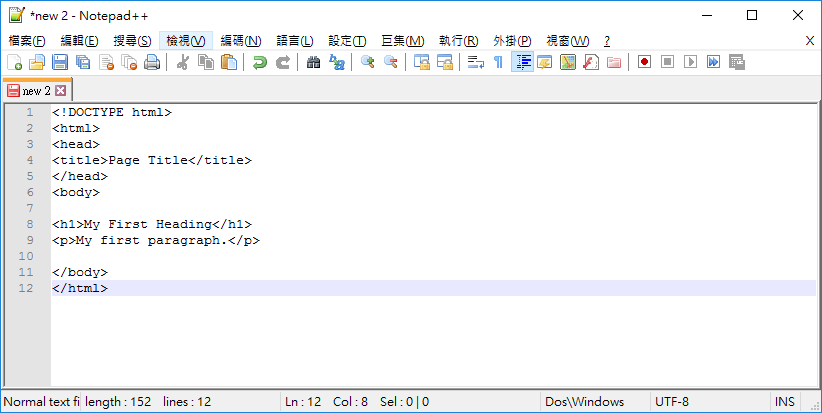 *new 2 - Notepad++
檔案(F) 編輯(E) 搜尋(S) 檢視(V) 編碼(N) 語言(L) 設定(T) 巨集(M) 執行(R) 外掛(P) 視窗(W) ? X
new 2
1 <!DOCTYPE html>
2 <html>
3 <head>
4 <title>Page Title</title>
5 </head>
6 <body>
7
8 <h1>My First Heading</h1>
9 <p>My first paragraph.</p>
10
11 </body>
12 </html>
Normal text fi length : 152 lines : 12 Ln : 12 Col : 8 Sel : 0 | 0 Dos\Windows UTF-8 INS